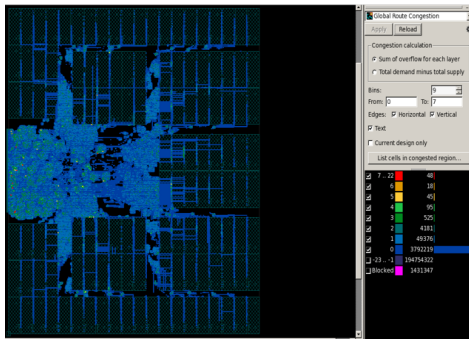 Global Route Congestion
Apply Reload
Congestion calculation
Sum of overflow for each layer
Total demand minus total supply
Bins: 9
From: 0 To: 7
Edges: Horizontal Vertical
Text
Current design only
List cells in congested region...
7 .. 22 48
6 18
5 45
4 95
3 525
2 4181
1 49376
0 3792219
-23 .. -1 194754322
Blocked 1431347